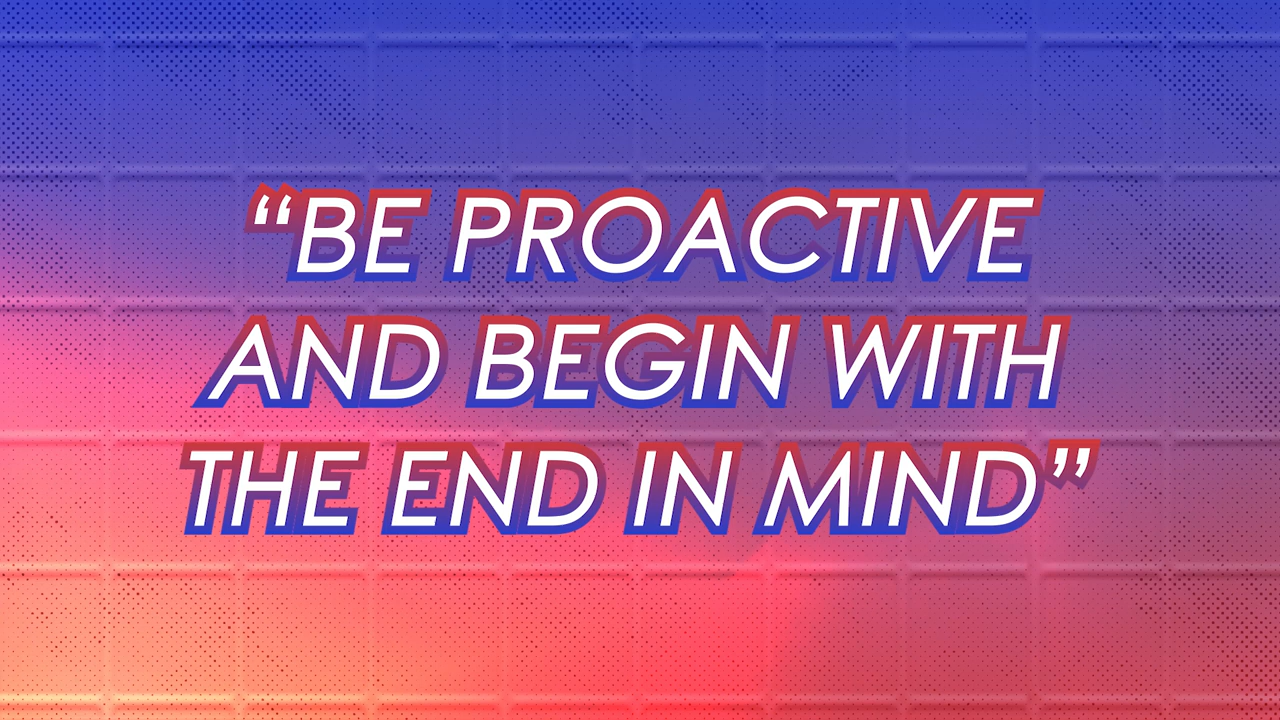 “BE PROACTIVE
AND BEGIN WITH
THE END IN MIND”